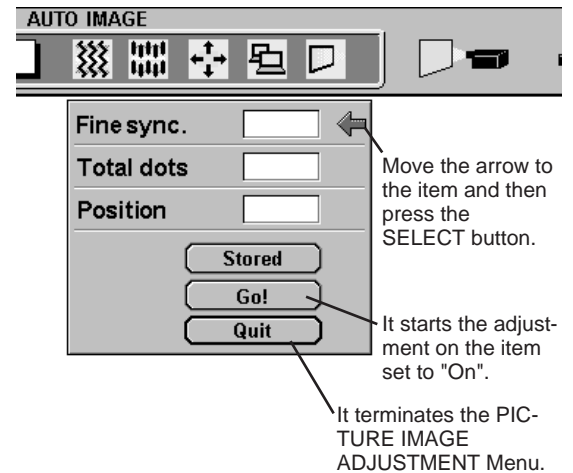 AUTO IMAGE
Fine sync.
Total dots
Position
Stored
Go!
Quit
Move the arrow to
the item and then
press the
SELECT button.
It starts the adjust-
ment on the item
set to "On".
It terminates the PIC-
TURE IMAGE
ADJUSTMENT Menu.